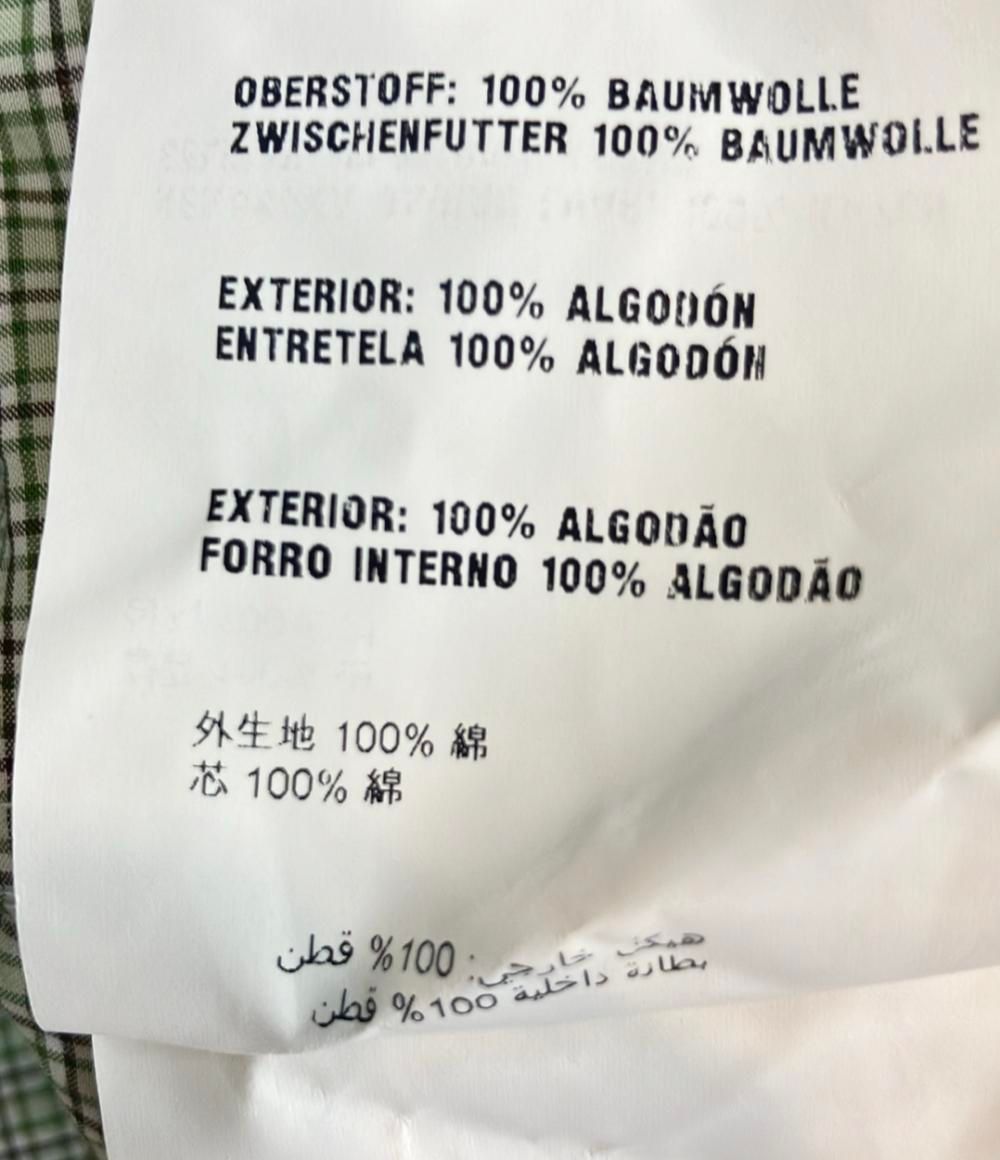 OBERSTOFF: 100% BAUMWOLLE
ZWISCHENFUTTER 100% BAUMWOLLE
EXTERIOR: 100% ALGODÓN
ENTRETELA 100% ALGODÓN
EXTERIOR: 100% ALGODÃO
FORRO INTERNO 100% ALGODÃO
外生地 100% 綿
芯 100% 綿
هيكل خارجي: 100% قطن
بطارة داخلية 100% قطن